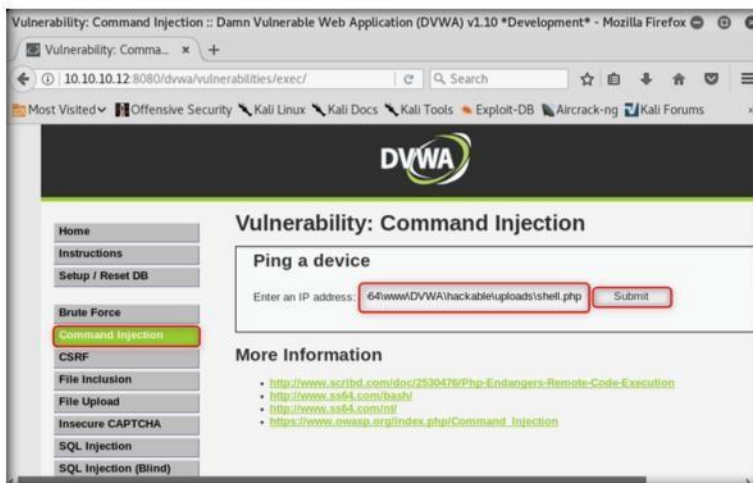 Vulnerability: Command Injection :: Damn Vulnerable Web Application (DVWA) v1.10 *Development* - Mozilla Firefox
Vulnerability: Comma... × +
10.10.10.12:8080/dvwa/vulnerabilities/exec/
Search
Most Visited Offensive Security Kali Linux Kali Docs Kali Tools Exploit-DB Aircrack-ng Kali Forums
DVWA
Home
Instructions
Setup / Reset DB
Brute Force
Command Injection
CSRF
File Inclusion
File Upload
Insecure CAPTCHA
SQL Injection
SQL Injection (Blind)
Vulnerability: Command Injection
Ping a device
Enter an IP address: 64\www\DVWA\hackable\uploads\shell.php Submit
More Information
http://www.scribd.com/doc/2530476/Php-Endangers-Remote-Code-Execution
http://www.ss64.com/bash/
http://www.ss64.com/nt/
https://www.owasp.org/index.php/Command_Injection